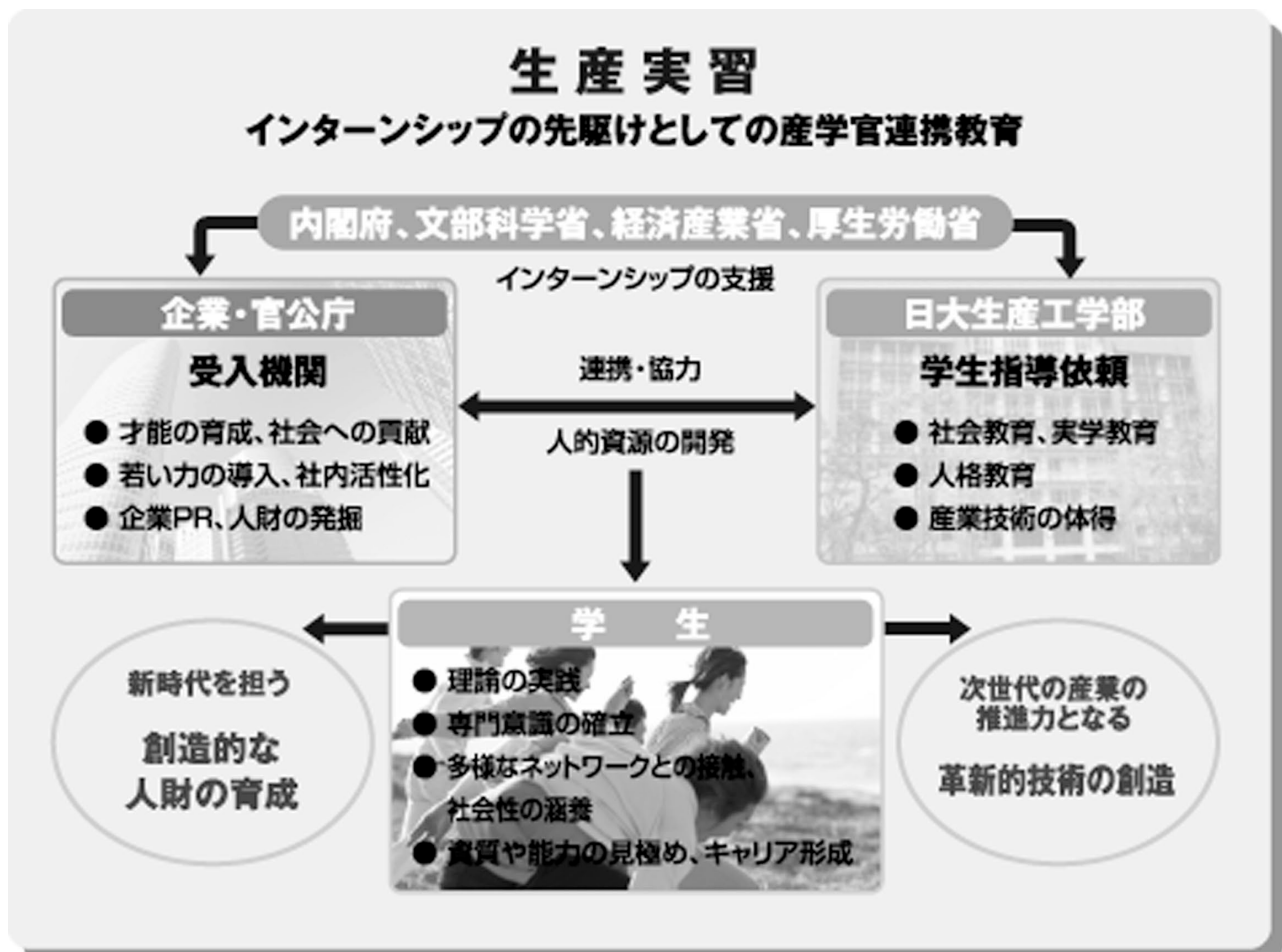 生産実習
インターンシップの先駆けとしての産学官連携教育
内閣府、文部科学省、経済産業省、厚生労働省
インターンシップの支援
企業・官公庁
受入機関
● 才能の育成、社会への貢献
● 若い力の導入、社内活性化
● 企業PR、人財の発掘
連携・協力
人的資源の開発
日大生産工学部
学生指導依頼
● 社会教育、実学教育
● 人格教育
● 産業技術の体得
学　生
● 理論の実践
● 専門意識の確立
● 多様なネットワークとの接触、
社会性の涵養
● 資質や能力の見極め、キャリア形成
新時代を担う
創造的な
人財の育成
次世代の産業の
推進力となる
革新的技術の創造